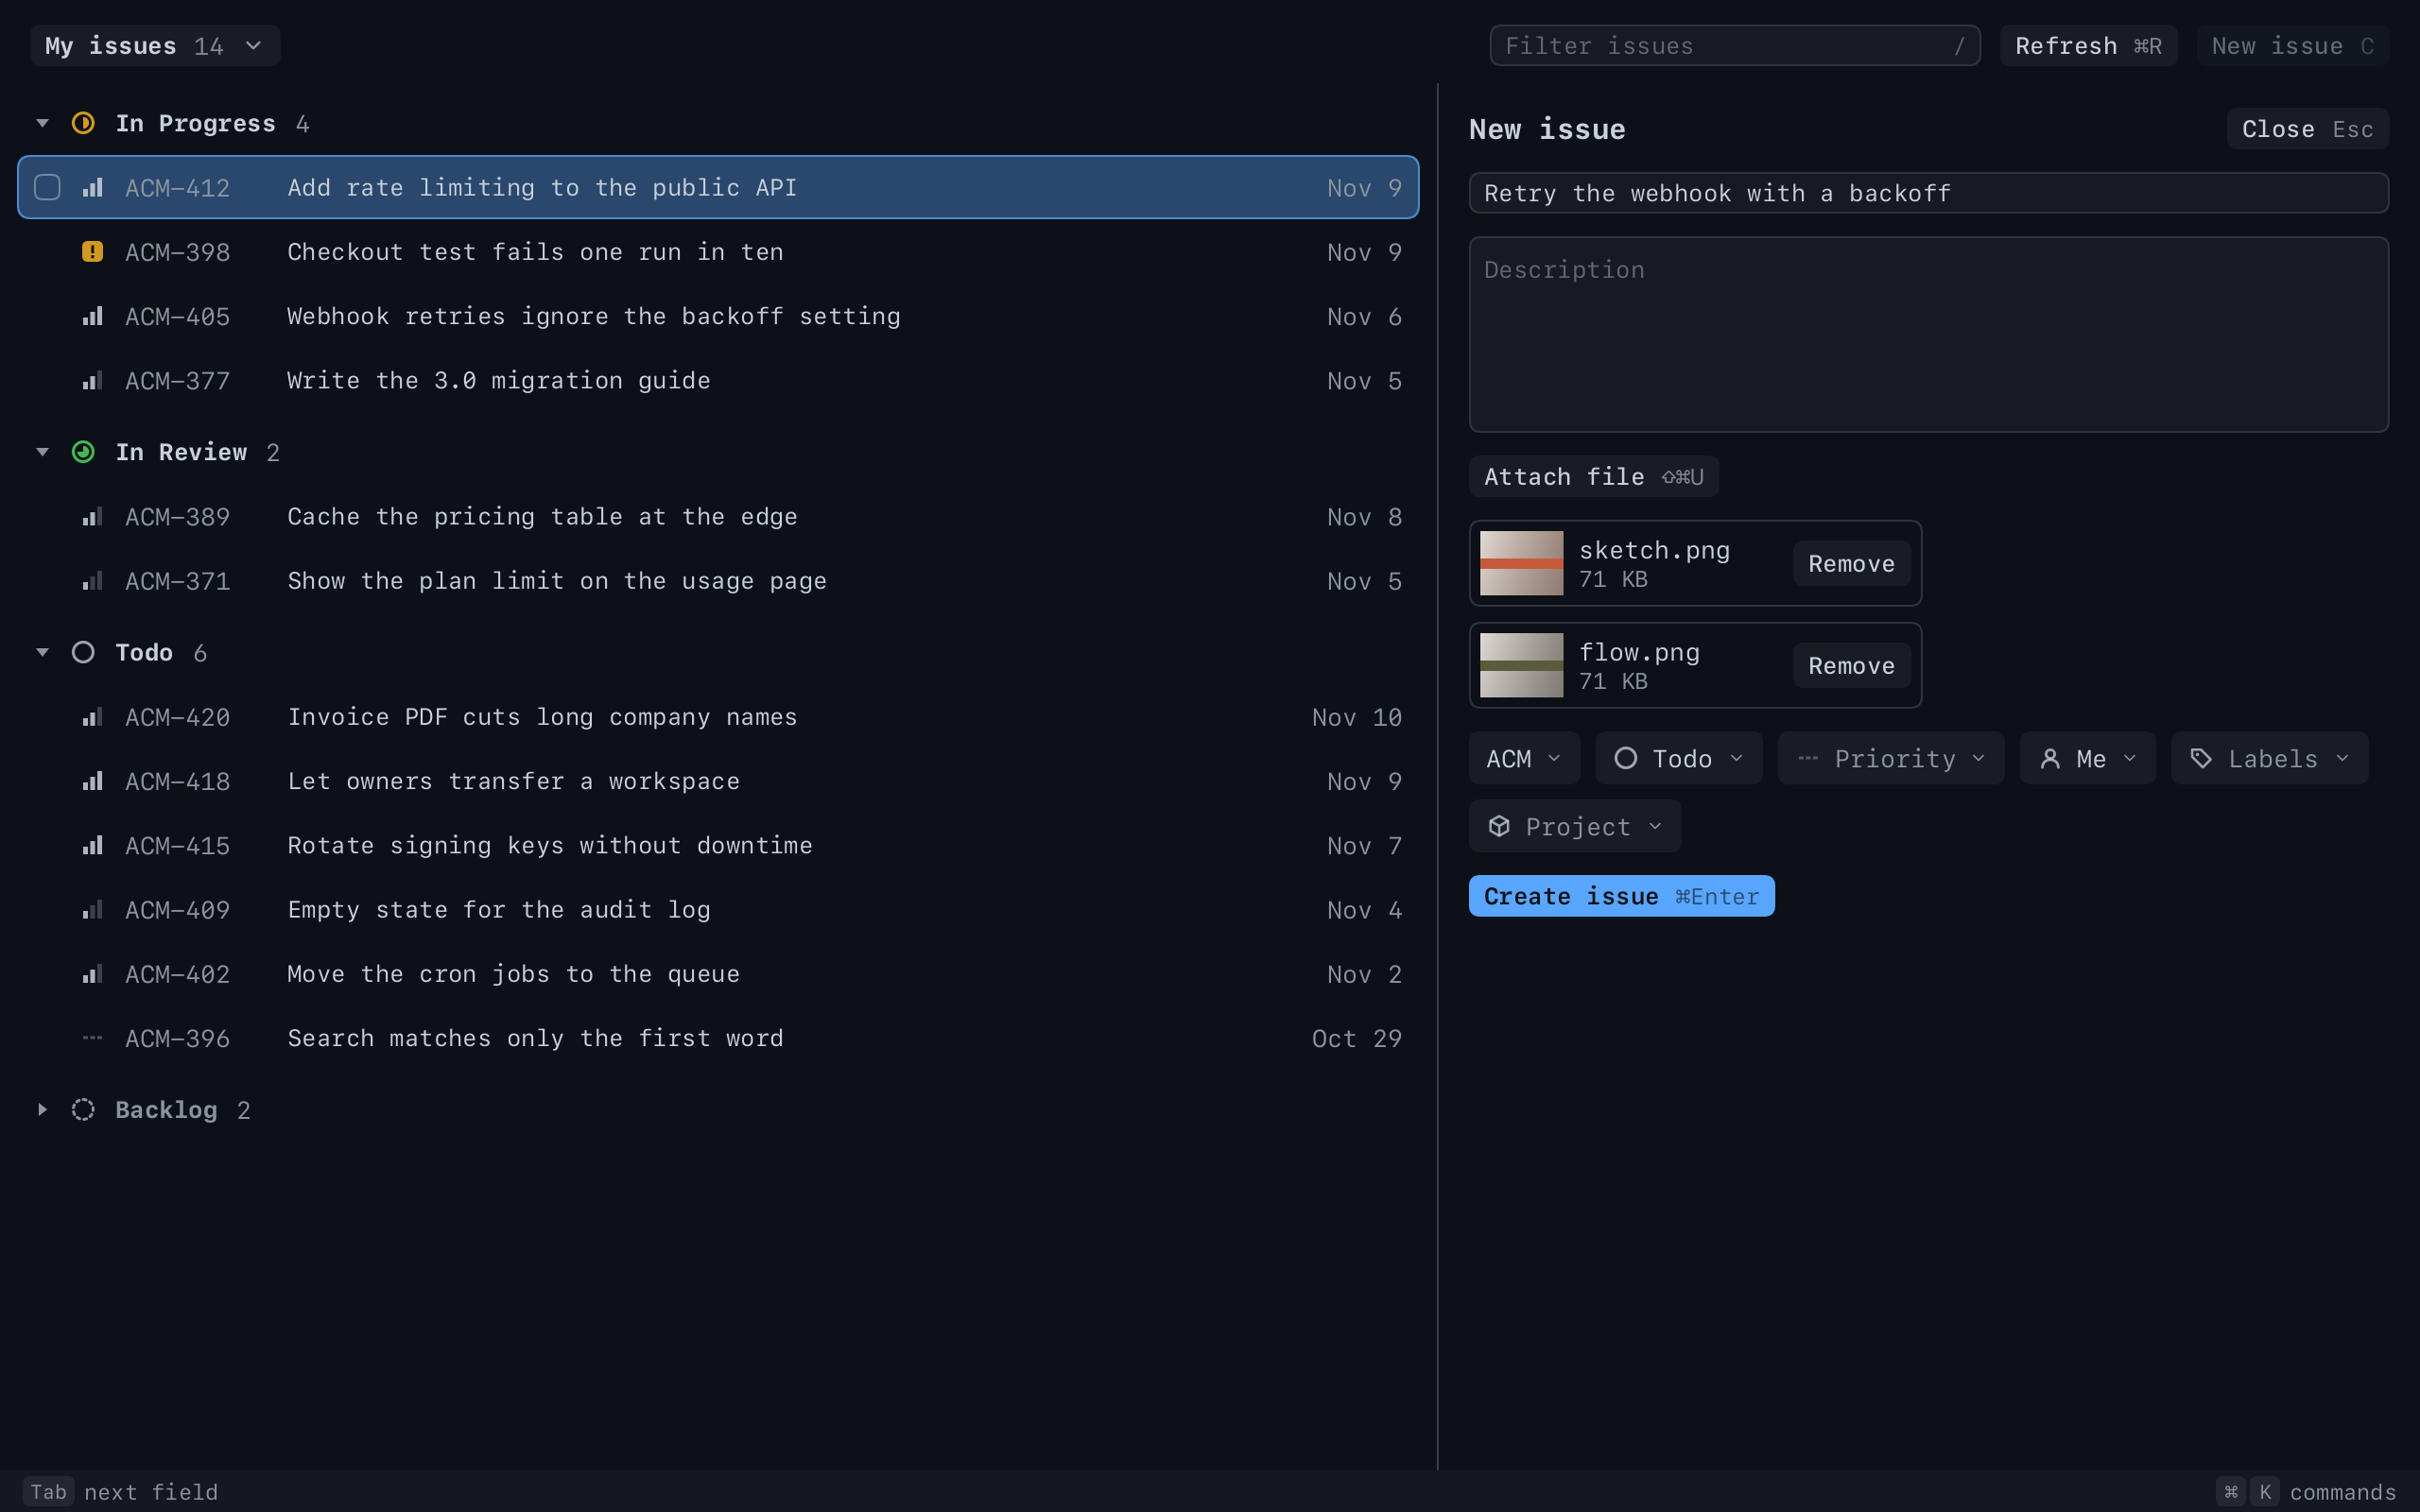 My issues 14
Filter issues /
Refresh ⌘R
New issue C
In Progress 4
ACM-412 Add rate limiting to the public API Nov 9
ACM-398 Checkout test fails one run in ten Nov 9
ACM-405 Webhook retries ignore the backoff setting Nov 6
ACM-377 Write the 3.0 migration guide Nov 5
In Review 2
ACM-389 Cache the pricing table at the edge Nov 8
ACM-371 Show the plan limit on the usage page Nov 5
Todo 6
ACM-420 Invoice PDF cuts long company names Nov 10
ACM-418 Let owners transfer a workspace Nov 9
ACM-415 Rotate signing keys without downtime Nov 7
ACM-409 Empty state for the audit log Nov 4
ACM-402 Move the cron jobs to the queue Nov 2
ACM-396 Search matches only the first word Oct 29
Backlog 2
New issue
Close Esc
Retry the webhook with a backoff
Description
Attach file ⇧⌘U
sketch.png
71 KB
Remove
flow.png
71 KB
Remove
ACM
Todo
Priority
Me
Labels
Project
Create issue ⌘Enter
Tab next field
⌘ K commands